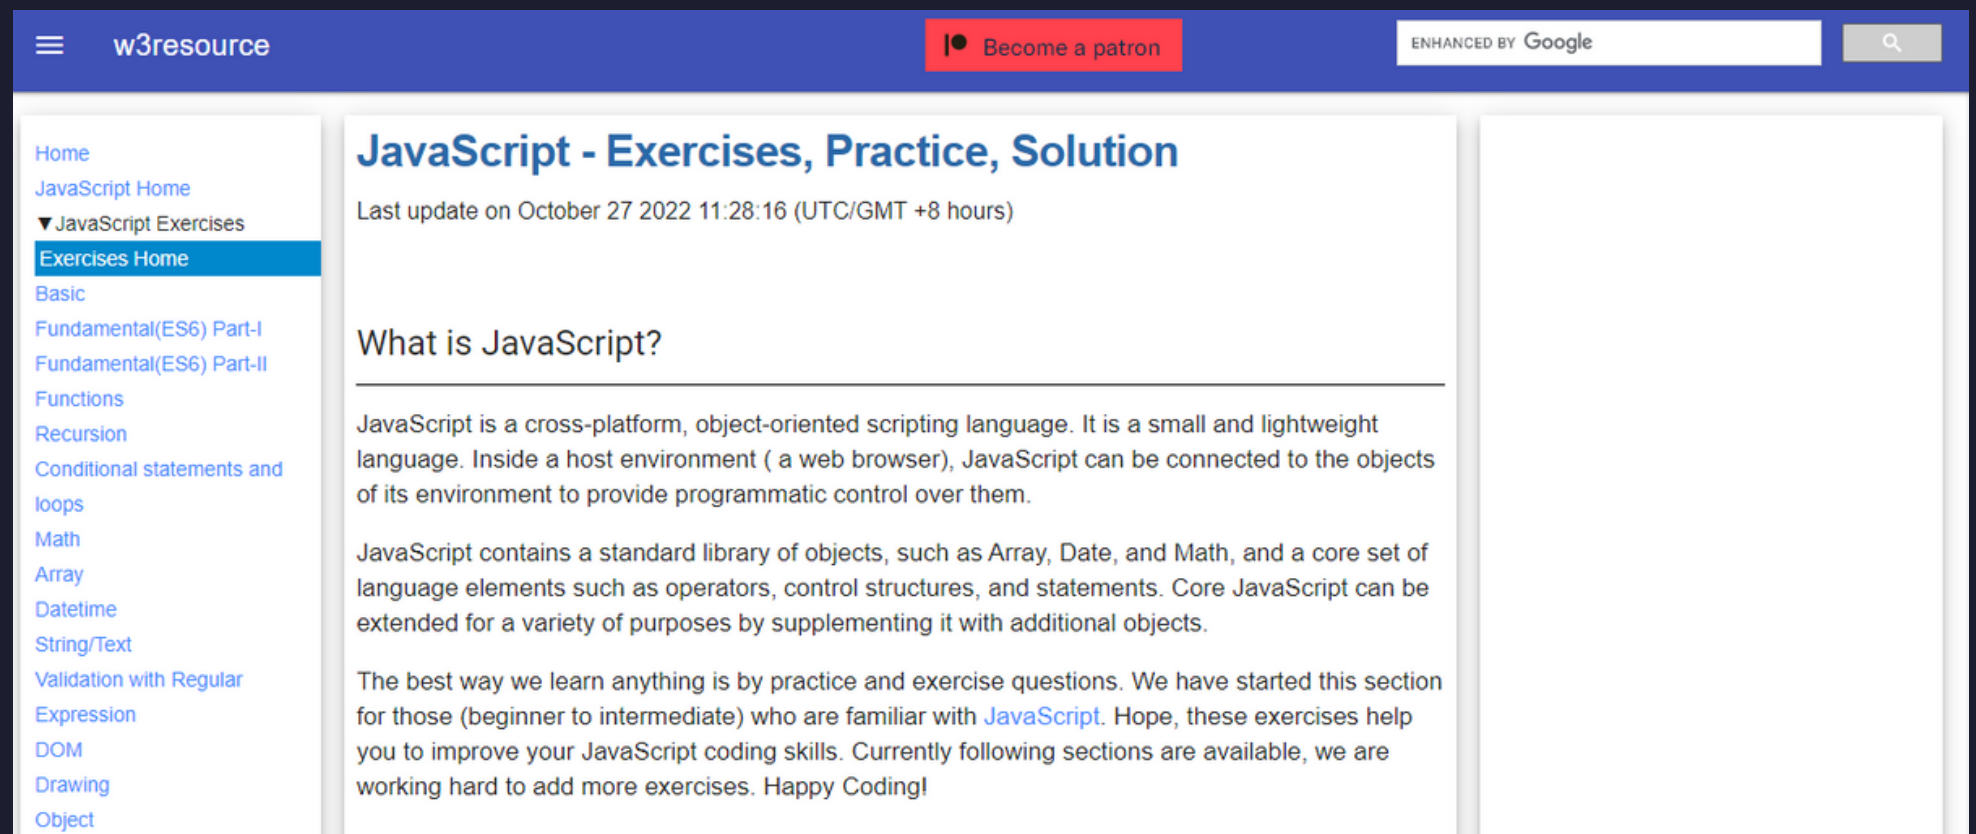 w3resource
Become a patron
ENHANCED BY Google
Home
JavaScript Home
▼JavaScript Exercises
Exercises Home
Basic
Fundamental(ES6) Part-I
Fundamental(ES6) Part-II
Functions
Recursion
Conditional statements and
loops
Math
Array
Datetime
String/Text
Validation with Regular
Expression
DOM
Drawing
Object
JavaScript - Exercises, Practice, Solution
Last update on October 27 2022 11:28:16 (UTC/GMT +8 hours)
What is JavaScript?
JavaScript is a cross-platform, object-oriented scripting language. It is a small and lightweight
language. Inside a host environment ( a web browser), JavaScript can be connected to the objects
of its environment to provide programmatic control over them.
JavaScript contains a standard library of objects, such as Array, Date, and Math, and a core set of
language elements such as operators, control structures, and statements. Core JavaScript can be
extended for a variety of purposes by supplementing it with additional objects.
The best way we learn anything is by practice and exercise questions. We have started this section
for those (beginner to intermediate) who are familiar with JavaScript. Hope, these exercises help
you to improve your JavaScript coding skills. Currently following sections are available, we are
working hard to add more exercises. Happy Coding!